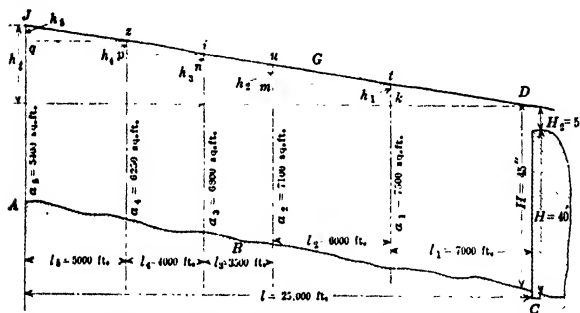 J
h₅
z
q
h₄
p
i
h₃
n
u
h₂
m
G
t
h₁
k
D
hₜ
H₂=5
A
a₅=5400 sq.ft.
a₄=6250 sq.ft.
a₃=6900 sq.ft.
a₂=7100 sq.ft.
a₁=7500 sq.ft.
H=45'
H=40'
B
l₂=6000 ft.
l₁=7000 ft.
l₅=5000 ft.
l₄=4000 ft.
l₃=3500 ft.
l=25,000 ft.
C